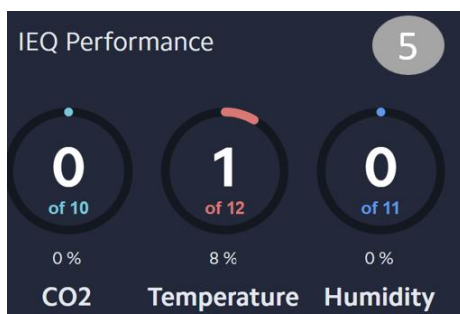 IEQ Performance 5
0 1 0
of 10 of 12 of 11
0 % 8 % 0 %
CO2 Temperature Humidity